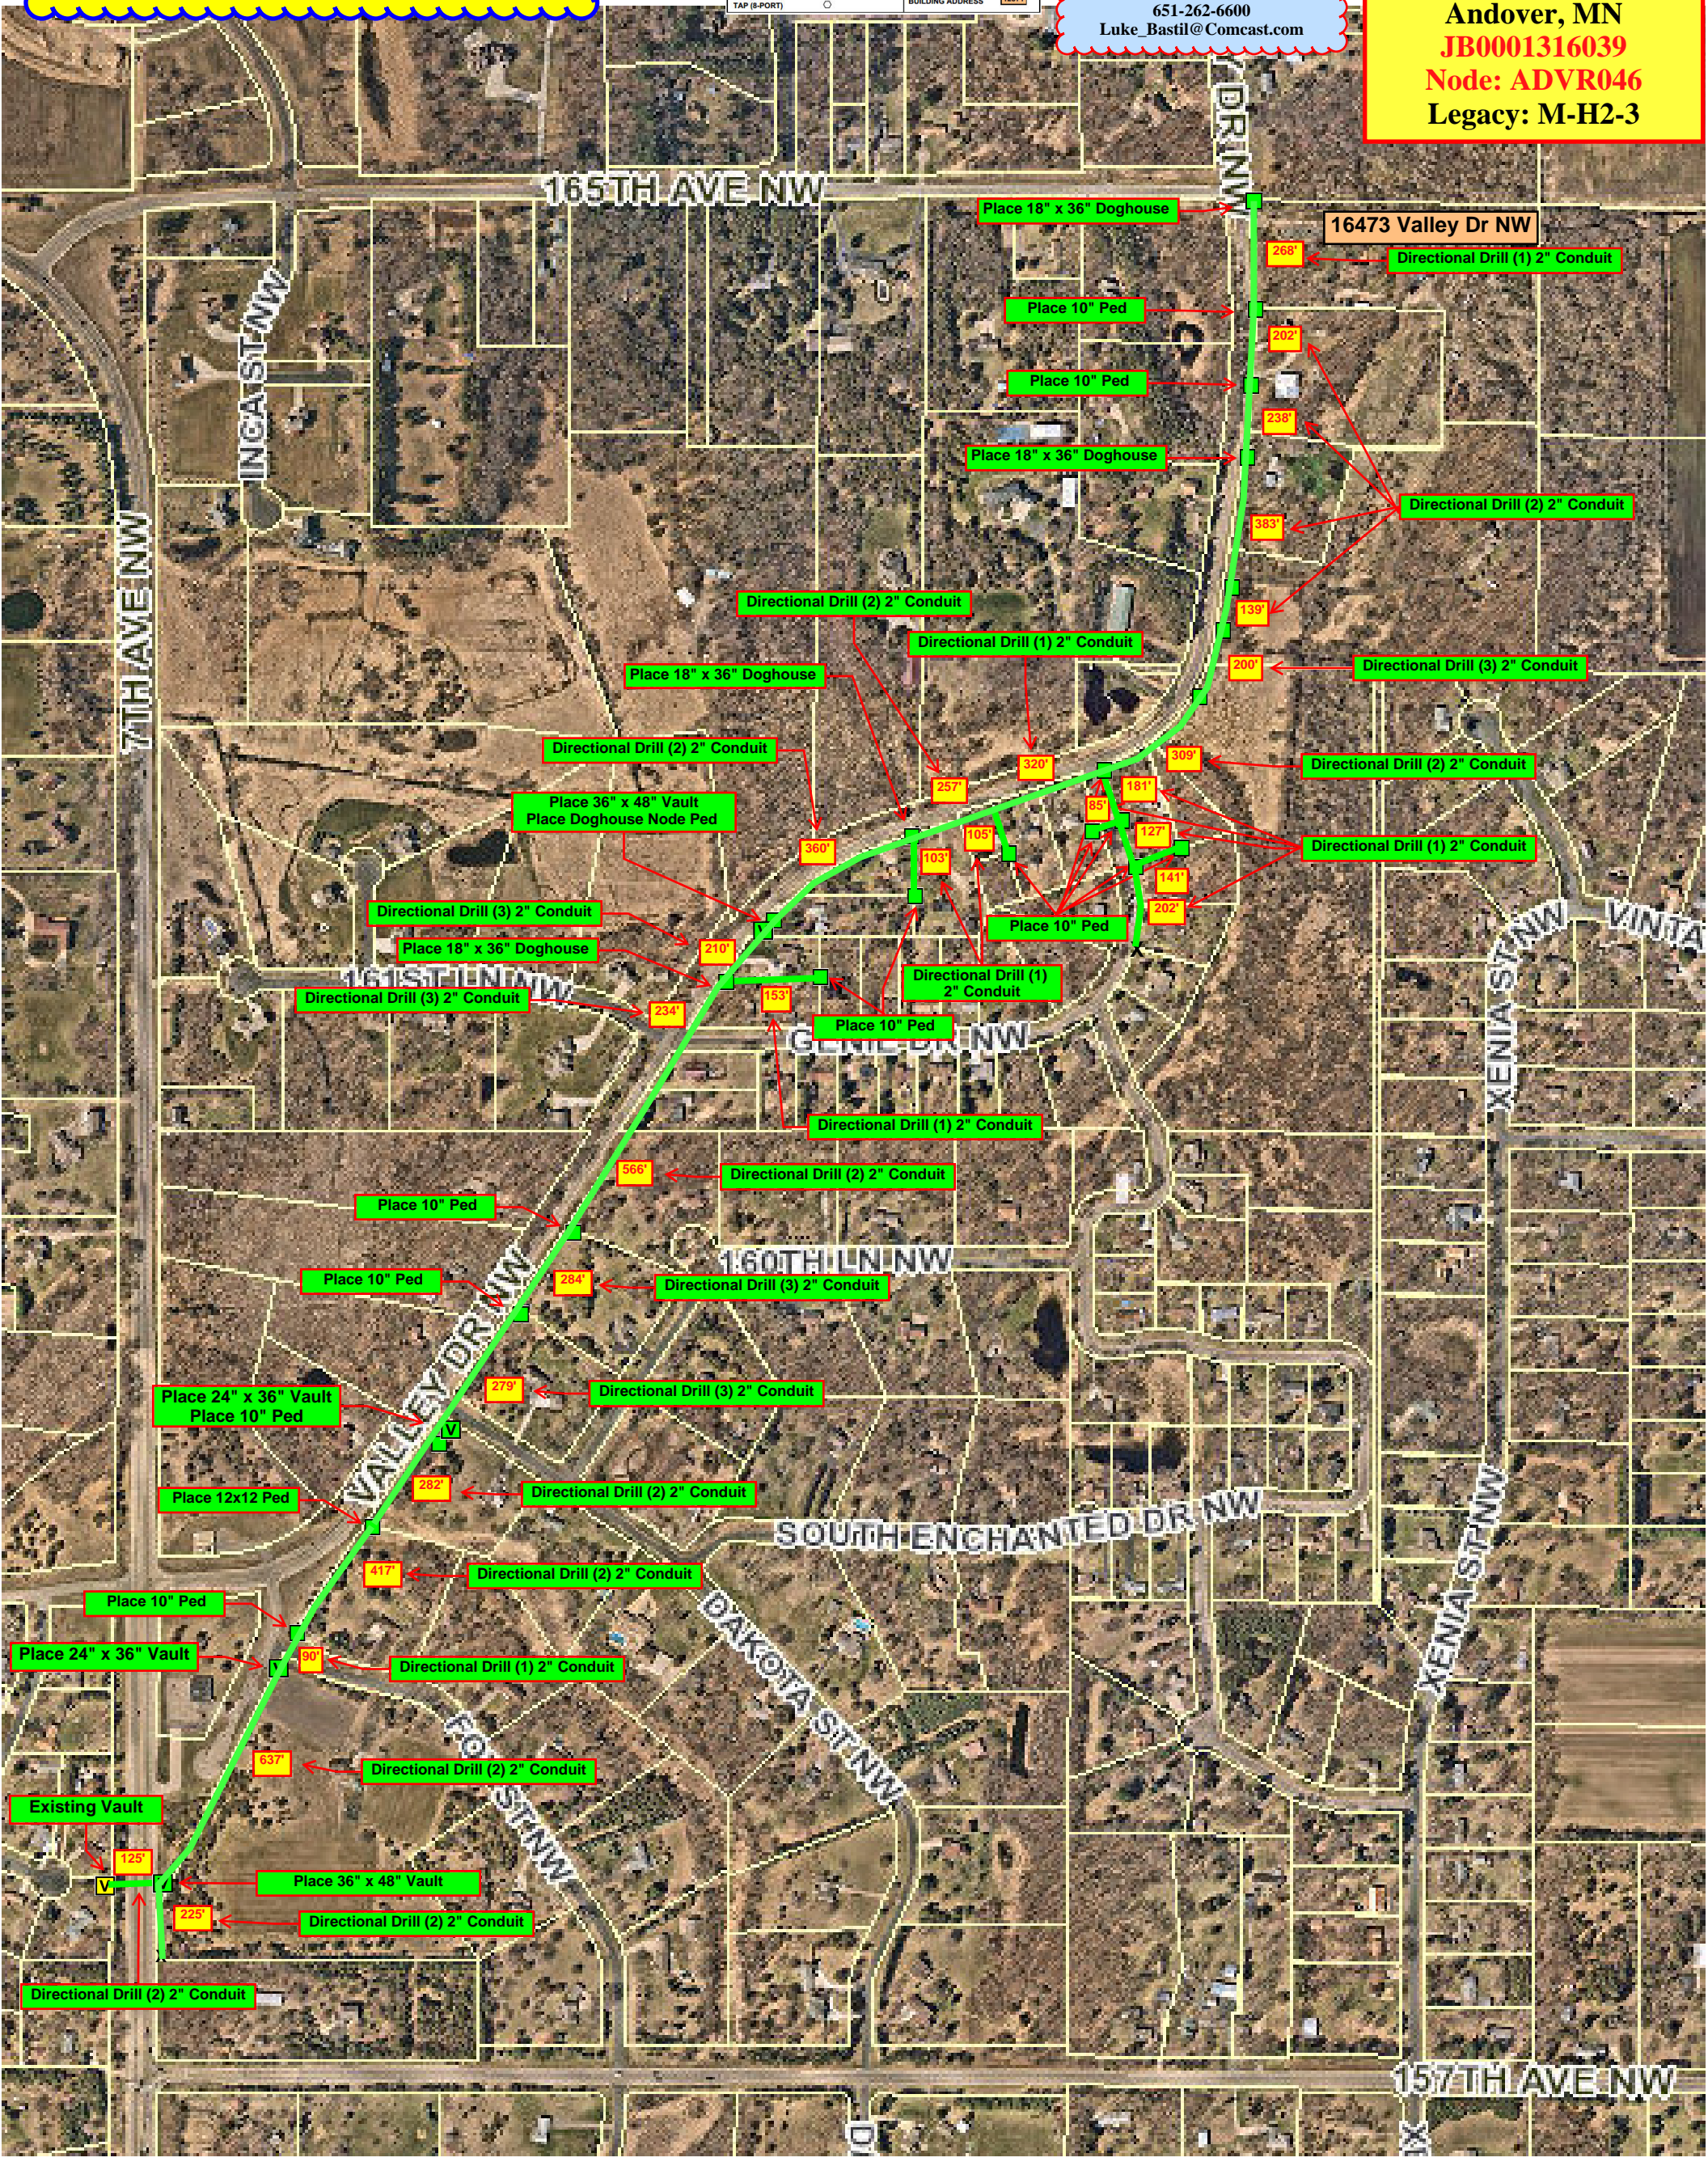 TAP (8-PORT)
BUILDING ADDRESS
651-262-6600
Luke_Bastil@Comcast.com
Andover, MN
JB0001316039
Node: ADVR046
Legacy: M-H2-3
165TH AVE NW
DR NW
Place 18" x 36" Doghouse
16473 Valley Dr NW
268'
Directional Drill (1) 2" Conduit
INCA ST NW
Place 10" Ped
202'
Place 10" Ped
238'
Place 18" x 36" Doghouse
Directional Drill (2) 2" Conduit
383'
7TH AVE NW
Directional Drill (2) 2" Conduit
139'
Directional Drill (1) 2" Conduit
Place 18" x 36" Doghouse
200'
Directional Drill (3) 2" Conduit
Directional Drill (2) 2" Conduit
320'
309'
Directional Drill (2) 2" Conduit
257'
181'
Place 36" x 48" Vault
Place Doghouse Node Ped
85'
127'
105'
360'
103'
Directional Drill (1) 2" Conduit
141'
202'
Directional Drill (3) 2" Conduit
Place 10" Ped
V
X
XENIA ST NW
VINTA
210'
Place 18" x 36" Doghouse
161ST LN NW
Directional Drill (1)
2" Conduit
Directional Drill (3) 2" Conduit
153'
234'
Place 10" Ped
GENIE DR NW
Directional Drill (1) 2" Conduit
566'
Directional Drill (2) 2" Conduit
Place 10" Ped
160TH LN NW
Place 10" Ped
284'
Directional Drill (3) 2" Conduit
VALLEY DR NW
279'
Directional Drill (3) 2" Conduit
Place 24" x 36" Vault
Place 10" Ped
V
282'
Directional Drill (2) 2" Conduit
Place 12x12 Ped
SOUTH ENCHANTED DR NW
XENIA ST NW
417'
Directional Drill (2) 2" Conduit
Place 10" Ped
DAKOTA ST NW
Place 24" x 36" Vault
V
90'
Directional Drill (1) 2" Conduit
FOX ST NW
637'
Directional Drill (2) 2" Conduit
Existing Vault
125'
V
V
Place 36" x 48" Vault
225'
Directional Drill (2) 2" Conduit
X
Directional Drill (2) 2" Conduit
157TH AVE NW